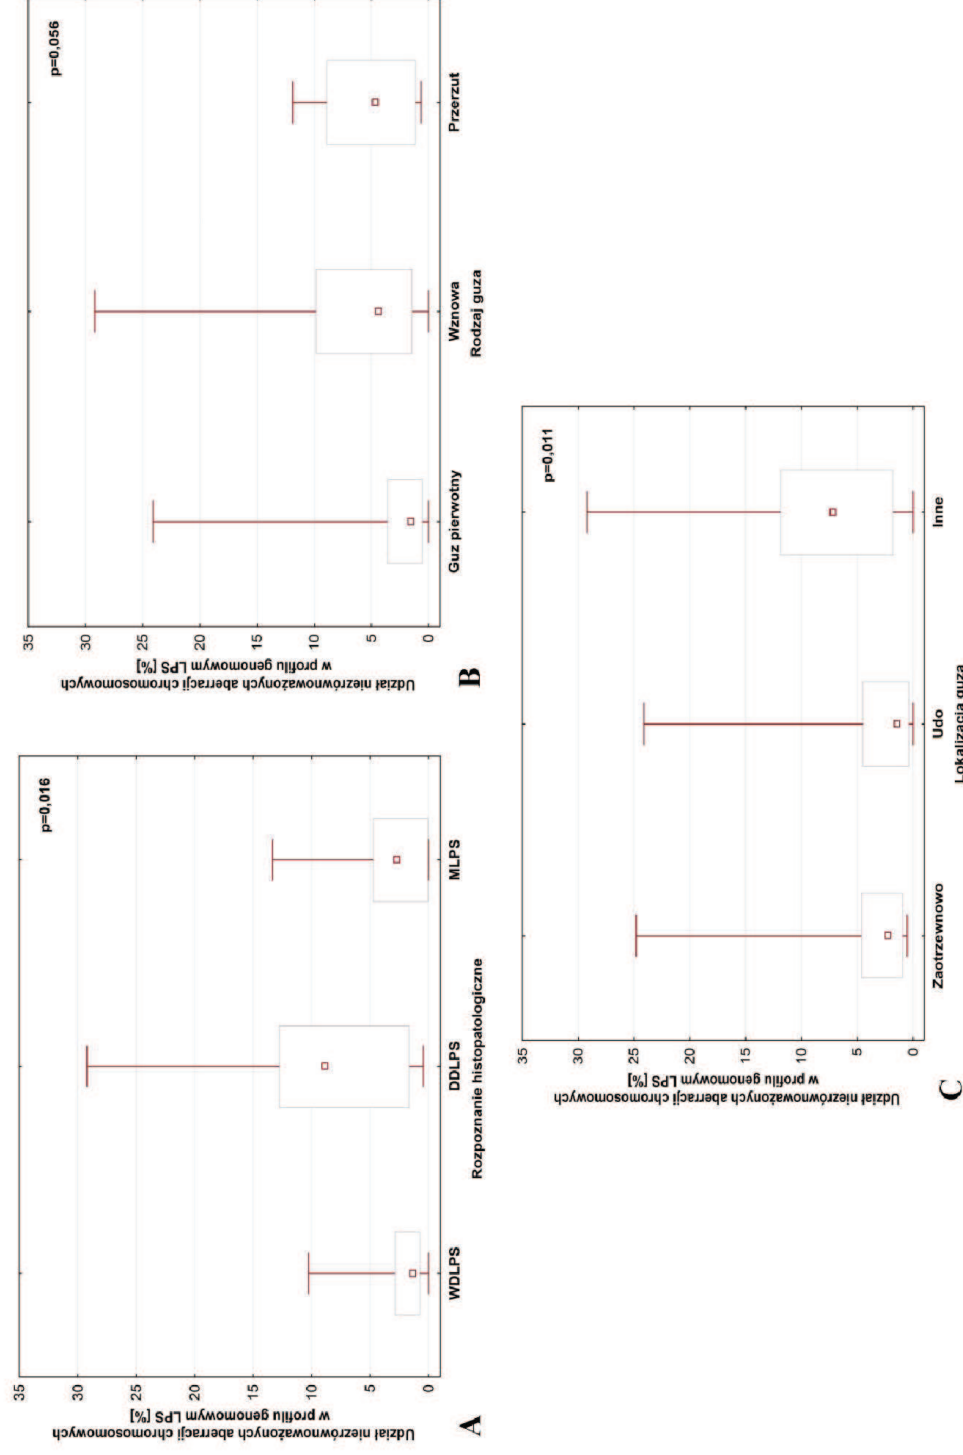 Udział niezrównoważonych aberracji chromosomowych
w profilu genomowym LPS [%]
35
30
25
20
15
10
5
0
p=0,016
WDLPS
DDLPS
MLPS
Rozpoznanie histopatologiczne
A
Udział niezrównoważonych aberracji chromosomowych
w profilu genomowym LPS [%]
35
30
25
20
15
10
5
0
p=0,056
Guz pierwotny
Wznowa
Przerzut
Rodzaj guza
B
Udział niezrównoważonych aberracji chromosomowych
w profilu genomowym LPS [%]
35
30
25
20
15
10
5
0
p=0,011
Zaotrzewnowo
Udo
Inne
Lokalizacja guza
C